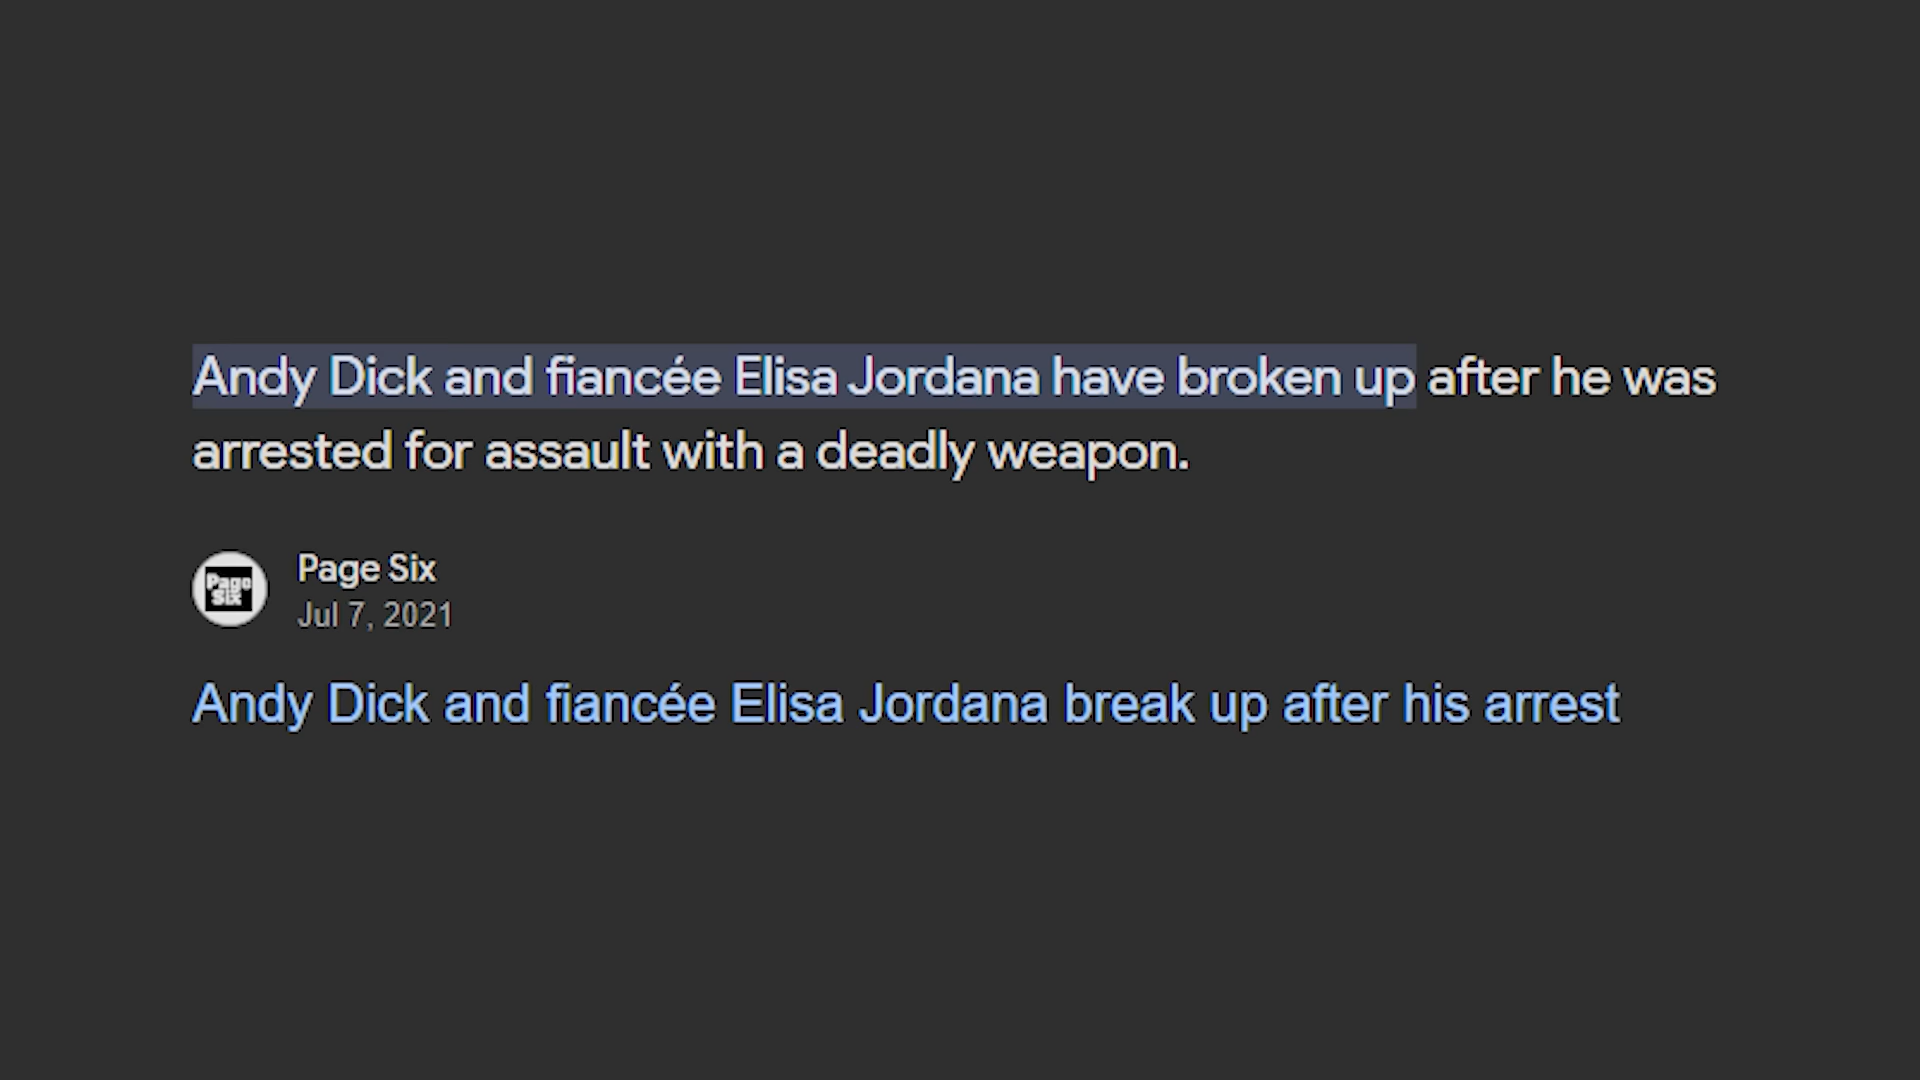 Andy Dick and fiancée Elisa Jordana have broken up after he was
arrested for assault with a deadly weapon.
Page
Six
Page Six
Jul 7, 2021
Andy Dick and fiancée Elisa Jordana break up after his arrest